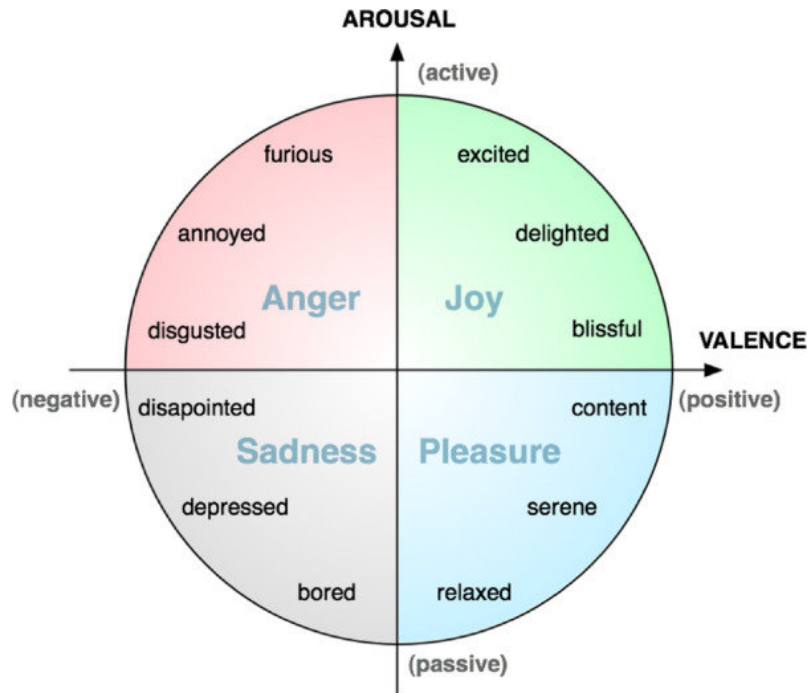 AROUSAL
(active)
furious
excited
annoyed
delighted
Anger
Joy
disgusted
blissful
VALENCE
(negative)
disapointed
content
(positive)
Sadness
Pleasure
depressed
serene
bored
relaxed
(passive)